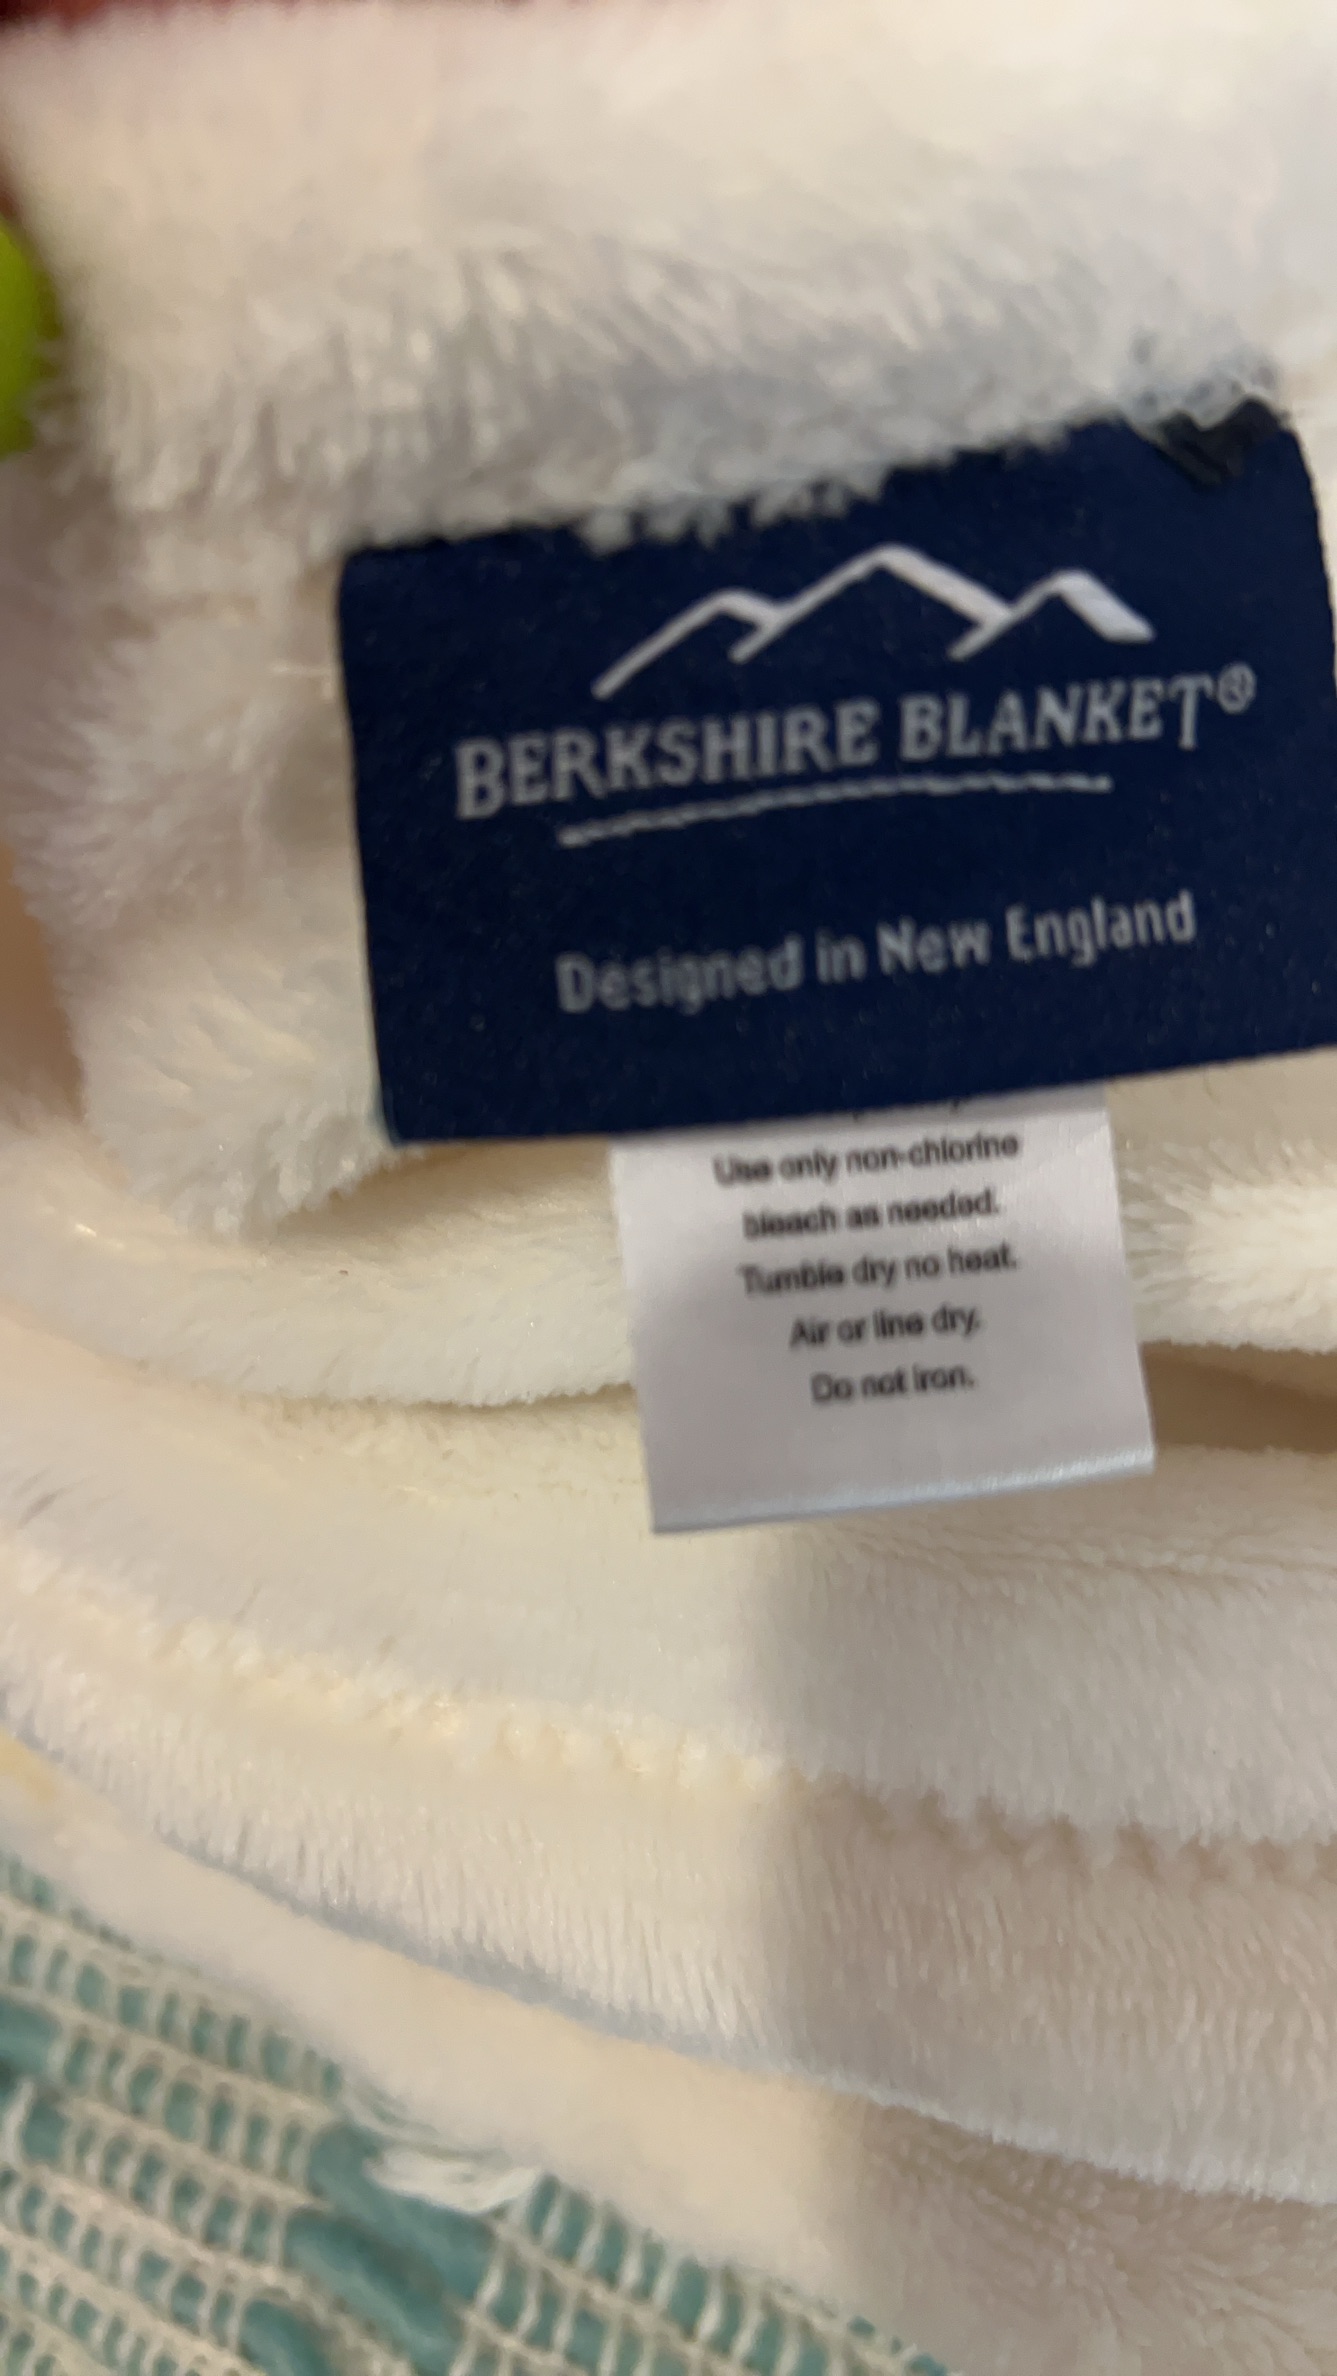 BERKSHIRE BLANKET®
Designed in New England
Use only non-chlorine
bleach as needed.
Tumble dry no heat.
Air or line dry.
Do not iron.